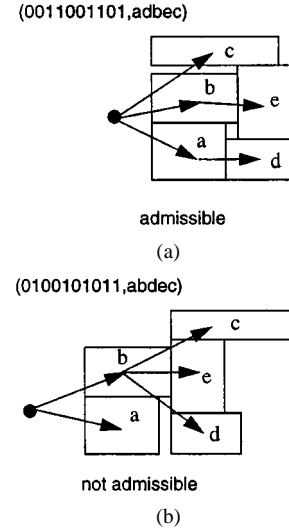 (0011001101,adbec)
c
b
e
a
d
admissible
(a)
(0100101011,abdec)
c
b
e
a
d
not admissible
(b)